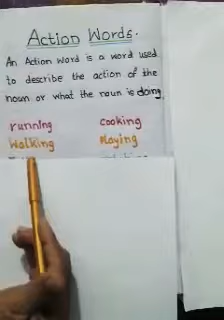 Action Words.
An Action word is a word used
to describe the action of the
noun or what the noun is doing
running cooking
Walking Playing